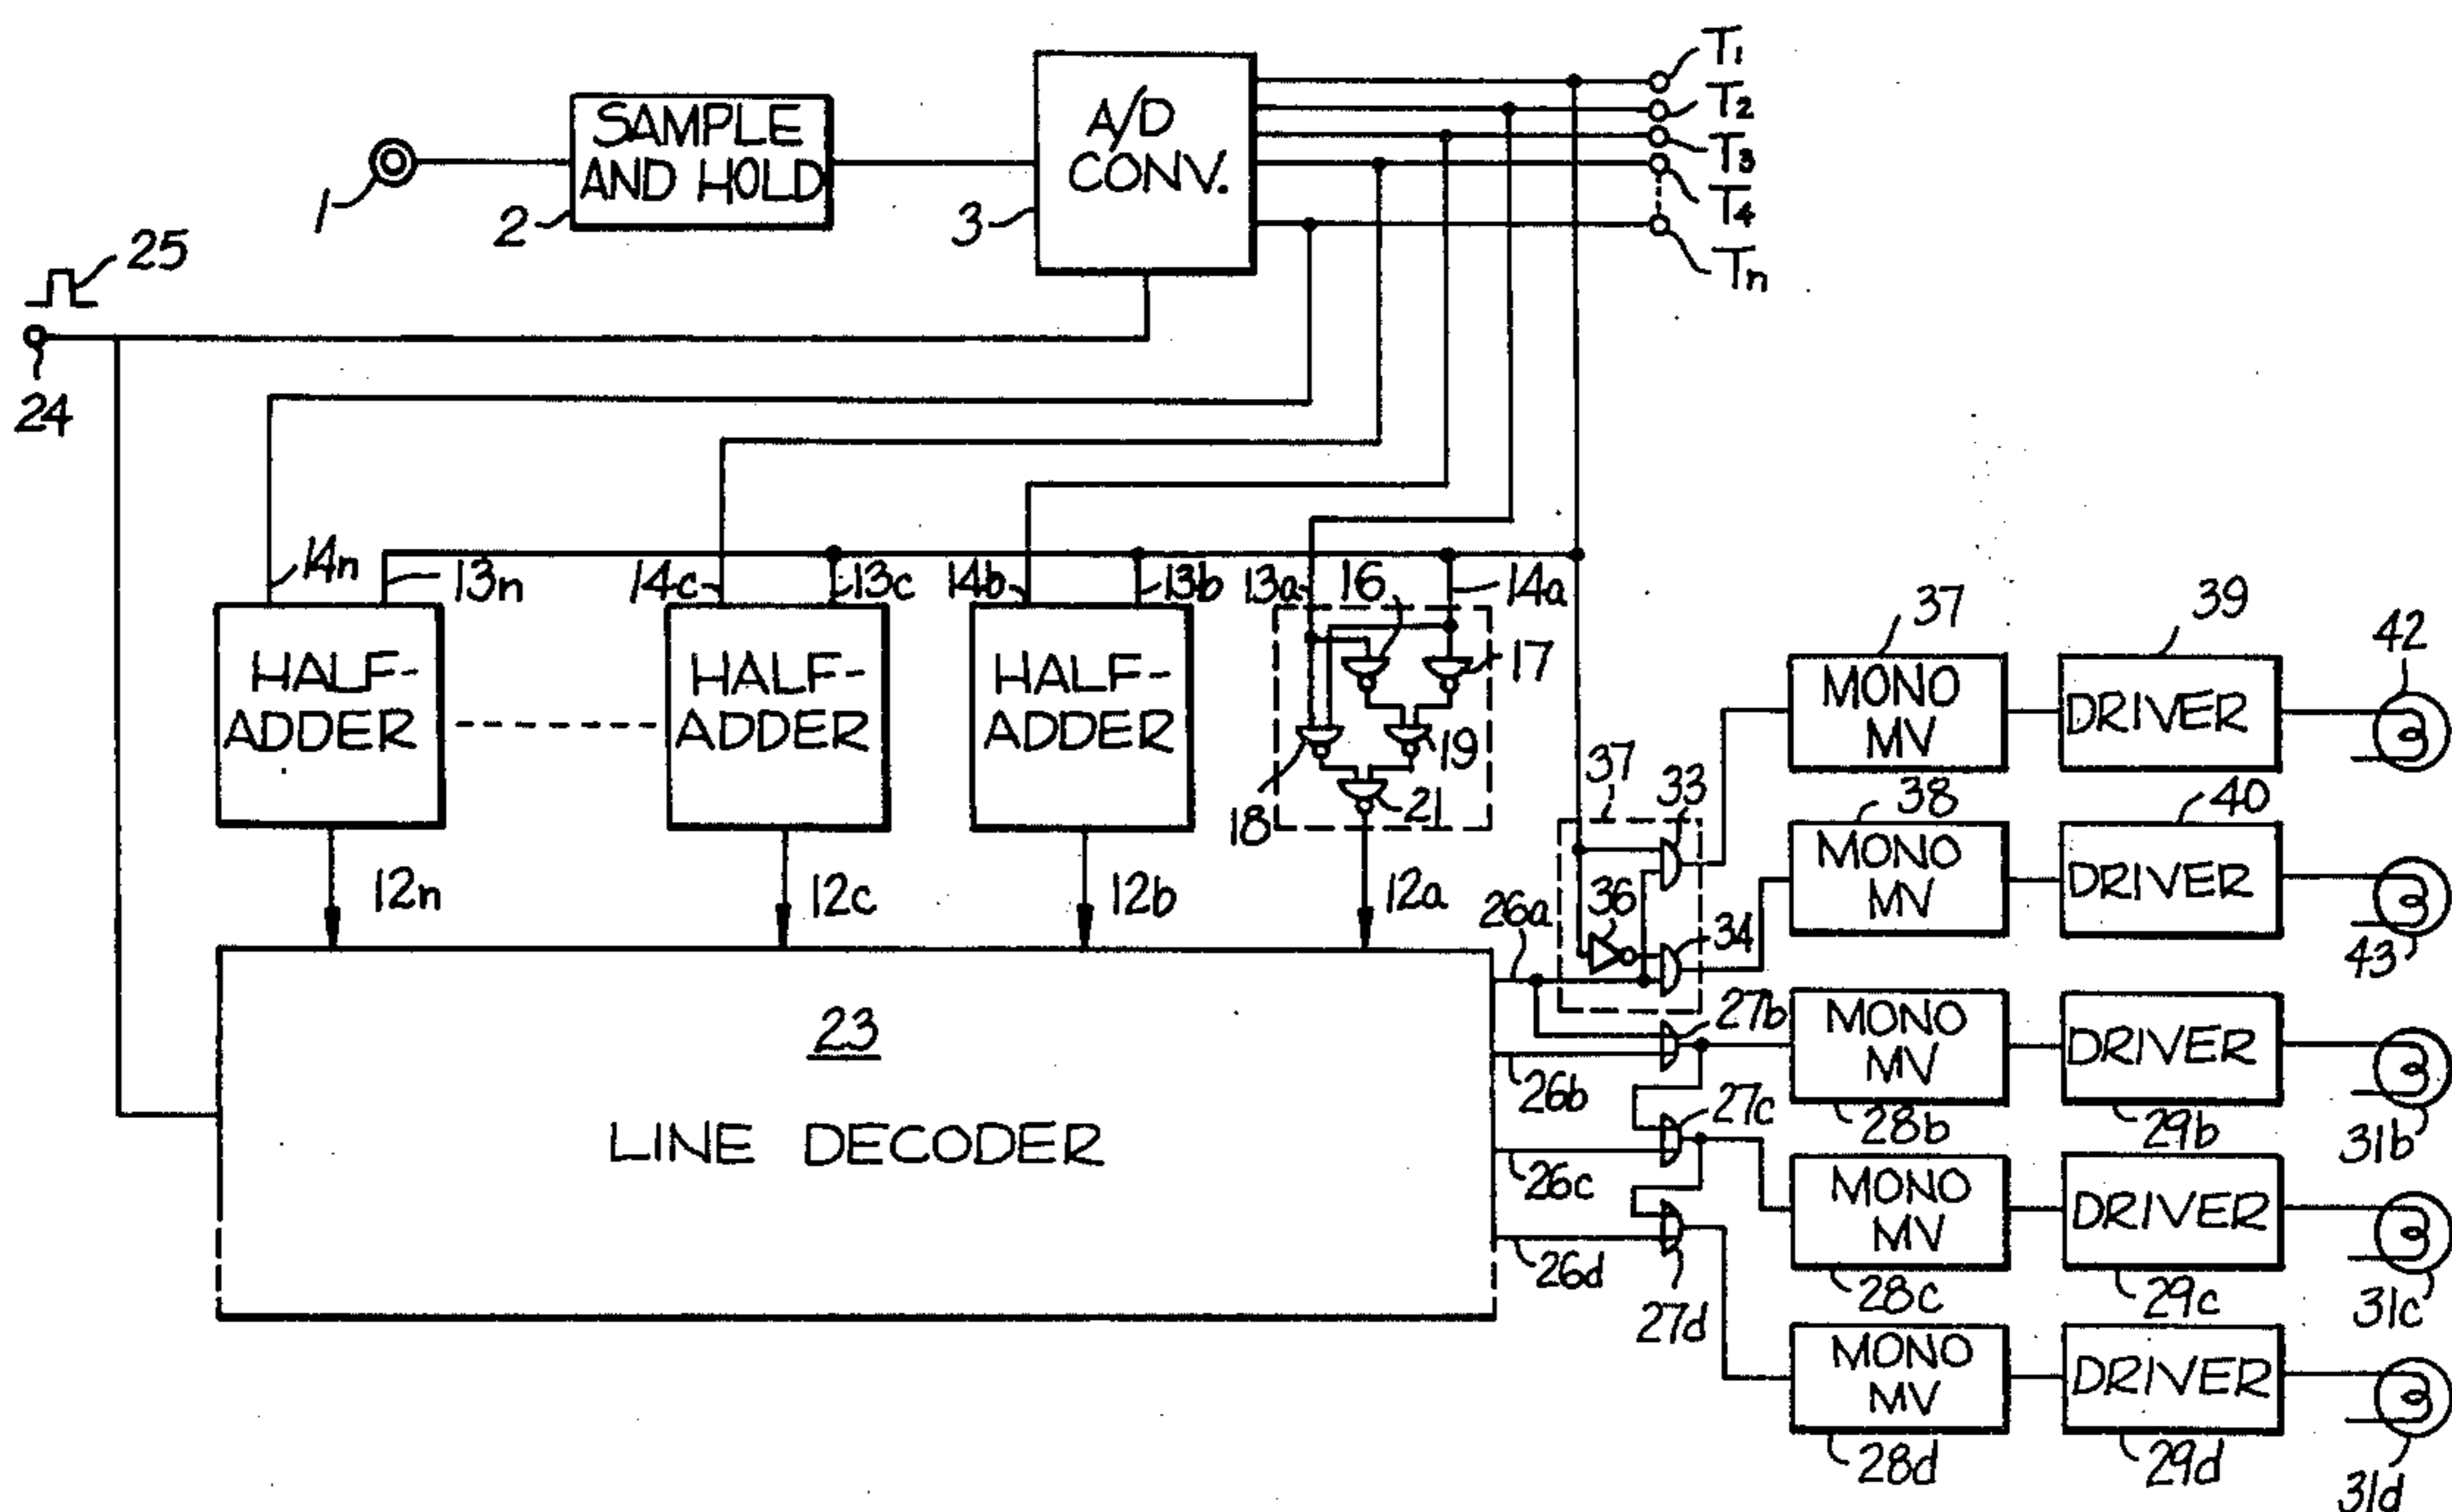 SAMPLE
AND HOLD
A/D
CONV.
T1
T2
T3
T4
Tn
1
2
3
25
24
14n
13n
14c
13c
14b
13b
13a
16
14a
17
HALF-
ADDER
HALF-
ADDER
HALF-
ADDER
18
19
21
12n
12c
12b
12a
37
33
36
34
26a
23
LINE DECODER
26b
26c
26d
27b
27c
27d
37
MONO
MV
39
DRIVER
42
38
MONO
MV
40
DRIVER
43
MONO
MV
28b
DRIVER
29b
31b
MONO
MV
28c
DRIVER
29c
31c
MONO
MV
28d
DRIVER
29d
31d